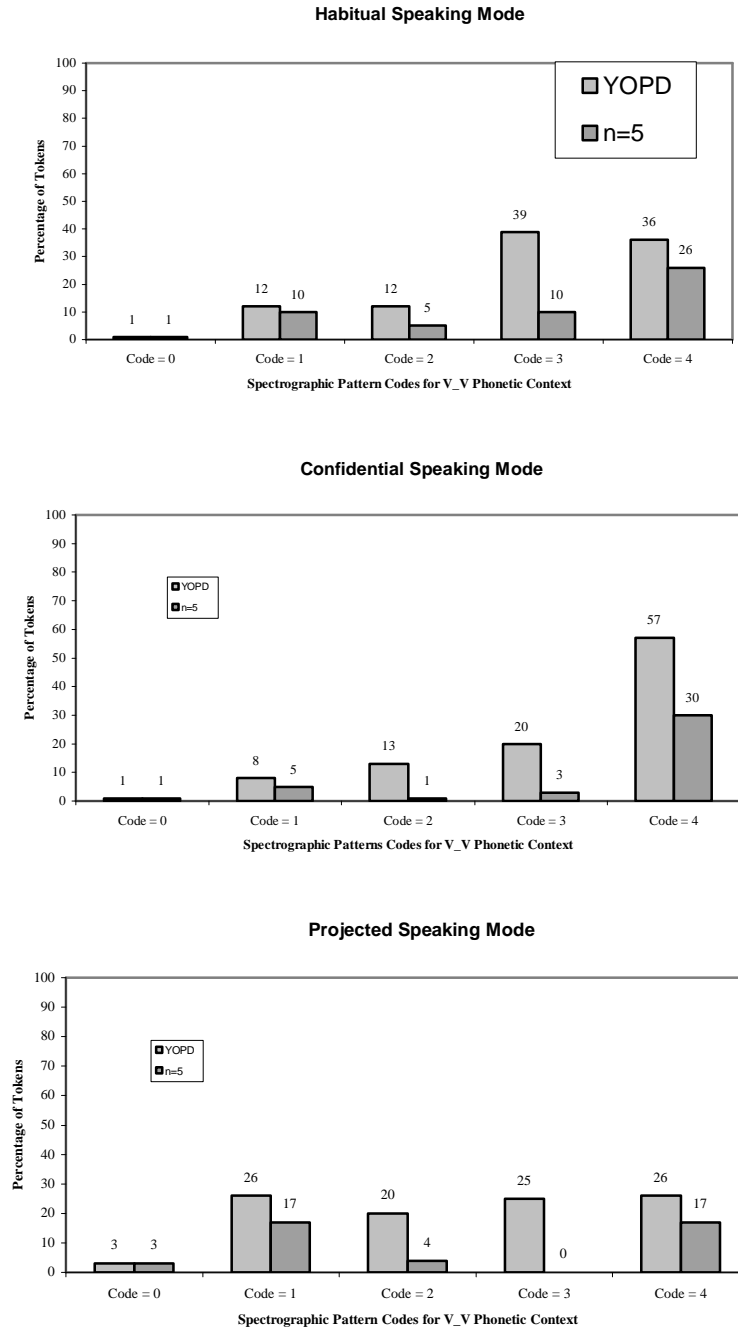 Habitual Speaking Mode
100
90
80
70
60
50
40
30
20
10
0
Percentage of Tokens
YOPD
n=5
1 1
12 10
12 5
39 10
36 26
Code = 0 Code = 1 Code = 2 Code = 3 Code = 4
Spectrographic Pattern Codes for V_V Phonetic Context
Confidential Speaking Mode
100
90
80
70
60
50
40
30
20
10
0
Percentage of Tokens
YOPD
n=5
1 1
8 5
13 1
20 3
57 30
Code = 0 Code = 1 Code = 2 Code = 3 Code = 4
Spectrographic Patterns Codes for V_V Phonetic Context
Projected Speaking Mode
100
90
80
70
60
50
40
30
20
10
0
Percentage of Tokens
YOPD
n=5
3 3
26 17
20 4
25 0
26 17
Code = 0 Code = 1 Code = 2 Code = 3 Code = 4
Spectrographic Pattern Codes for V_V Phonetic Context